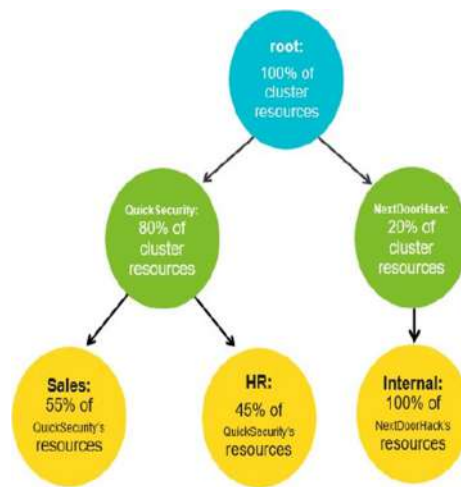 root:
100% of
cluster
resources
QuickSecurity:
80% of
cluster
resources
NextDoorHack:
20% of
cluster
resources
Sales:
55% of
QuickSecurity's
resources
HR:
45% of
QuickSecurity's
resources
Internal:
100% of
NextDoorHack's
resources